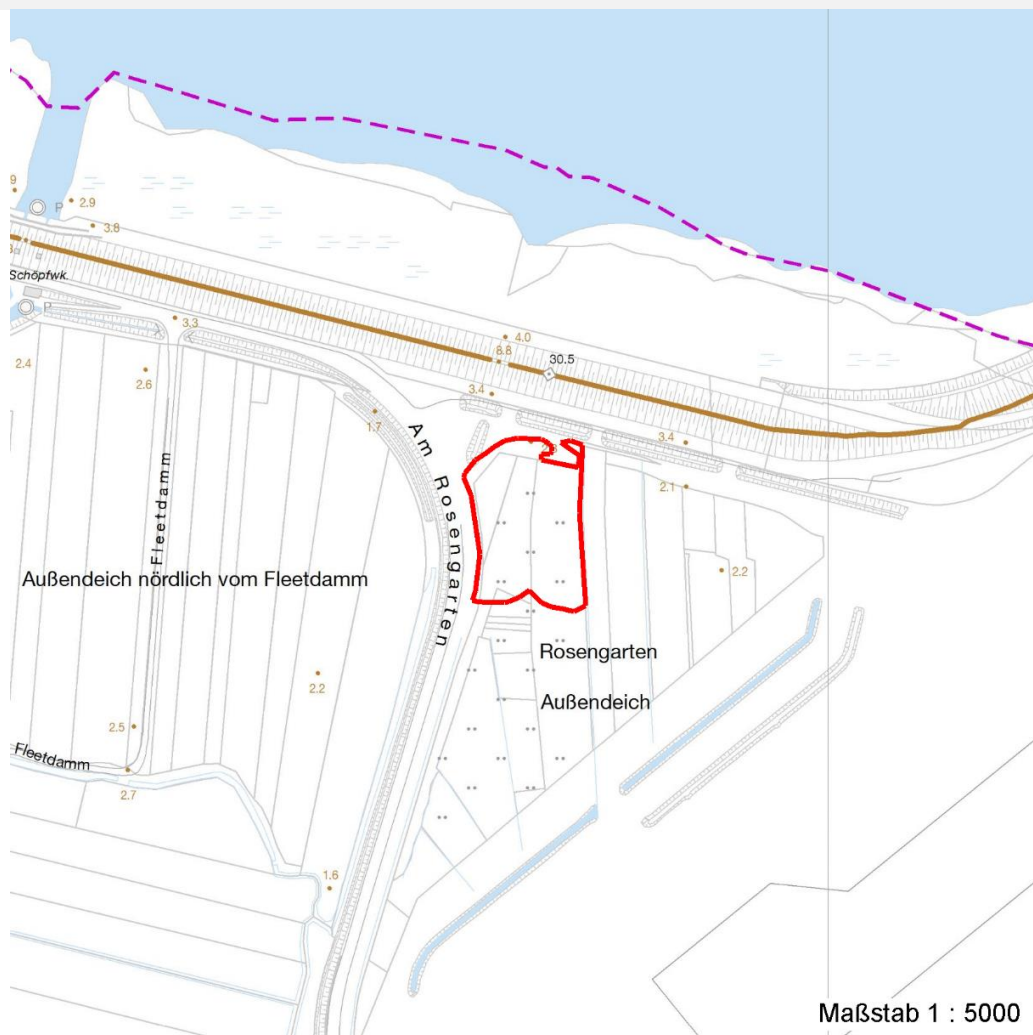 9
P
2.9
3.8
8
Schöpfwk.
P
3.3
4.0
8.8
30.5
2.4
2.6
3.4
1.7
3.4
Am Rosengarten
2.1
Fleetdamm
2.2
Außendeich nördlich vom Fleetdamm
Rosengarten
2.2
Außendeich
2.5
Fleetdamm
2.7
1.6
Maßstab 1 : 5000